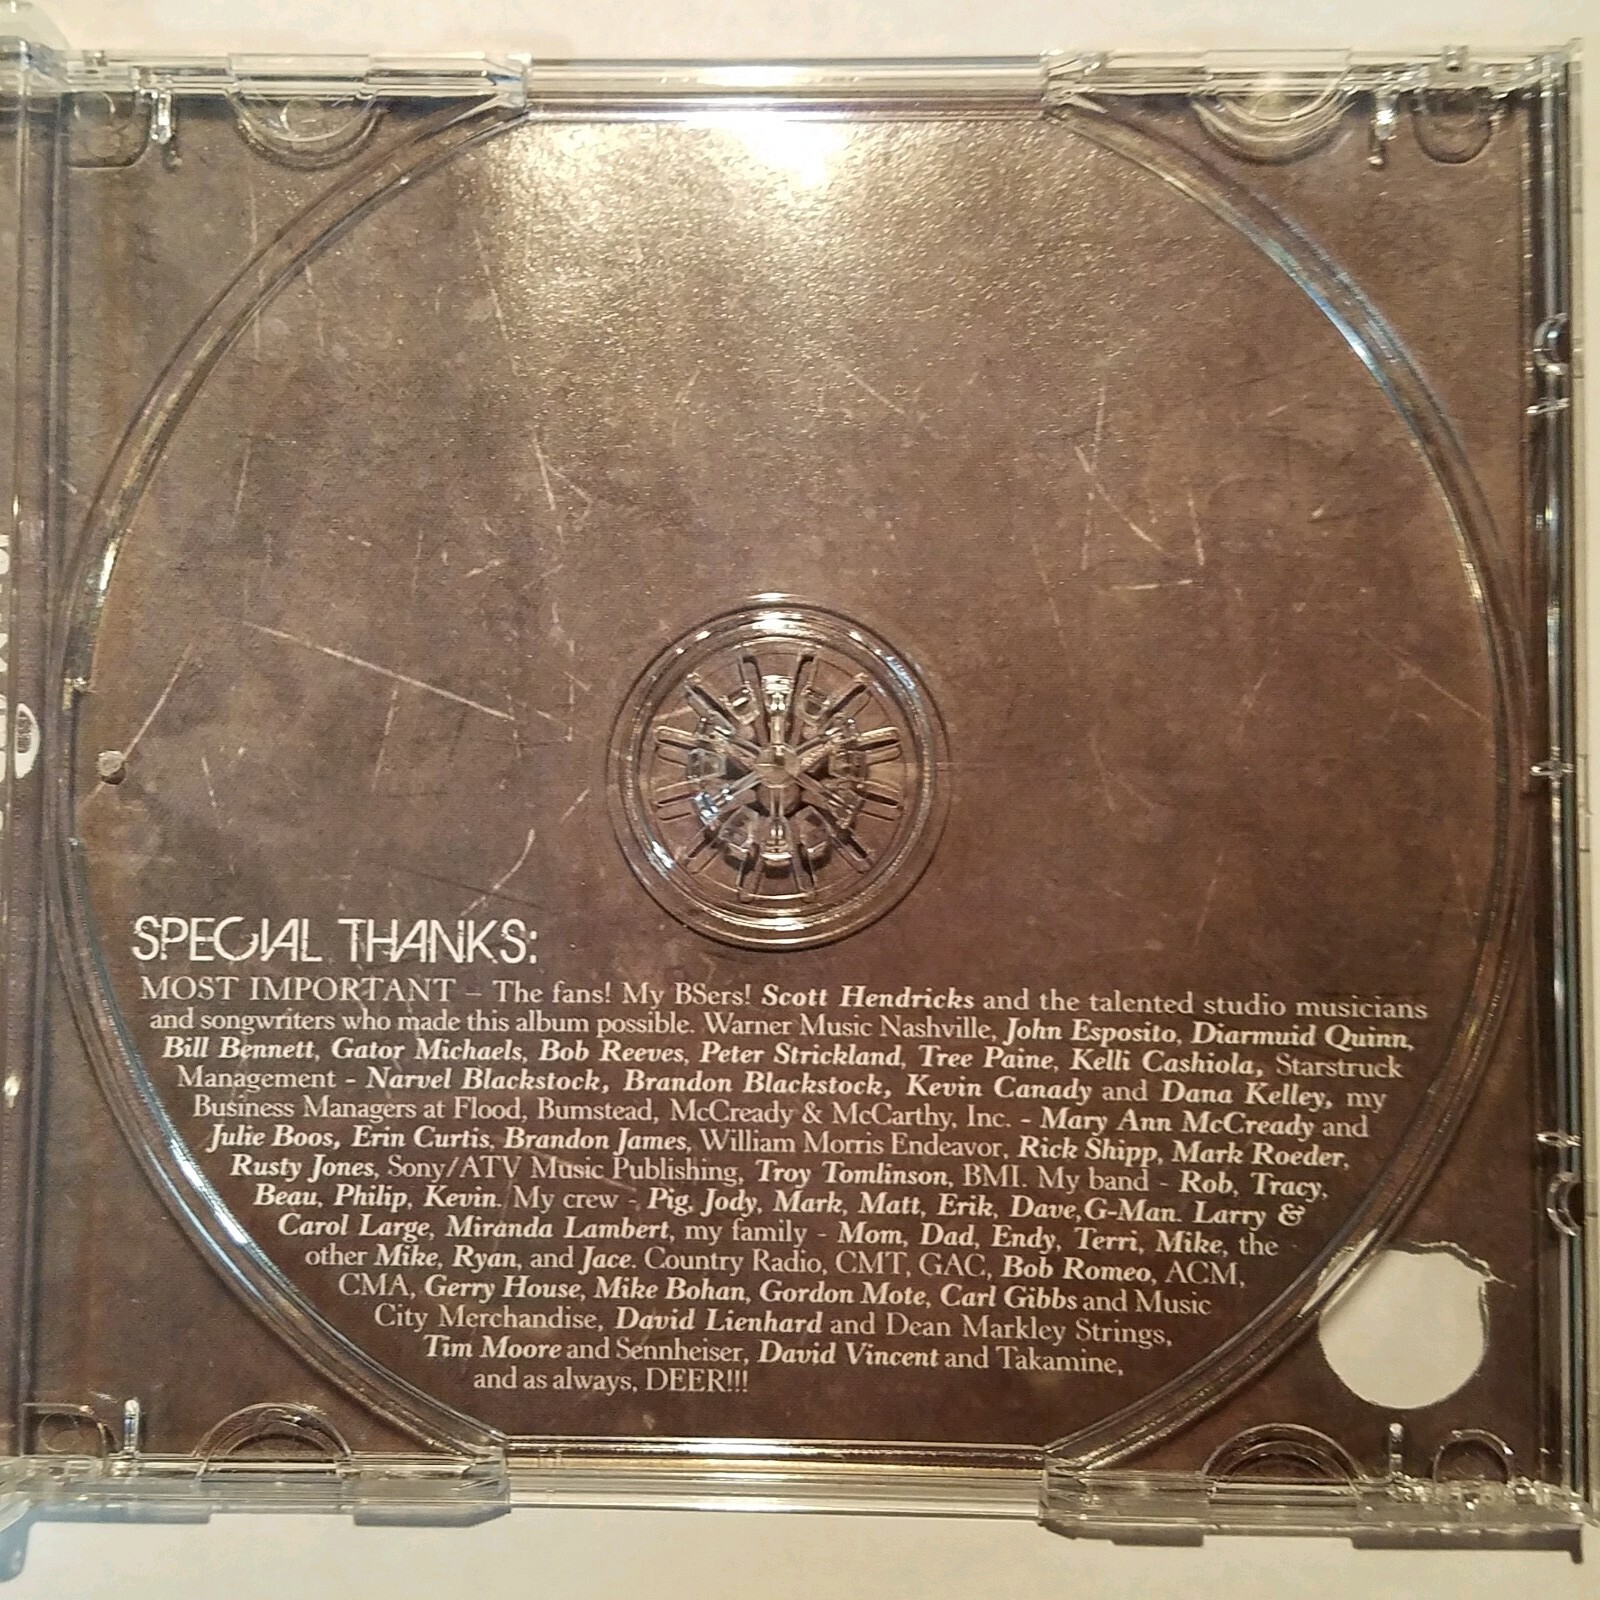 SPECIAL THANKS:
MOST IMPORTANT – The fans! My BSers! Scott Hendricks and the talented studio musicians
and songwriters who made this album possible. Warner Music Nashville, John Esposito, Diarmuid Quinn,
Bill Bennett, Gator Michaels, Bob Reeves, Peter Strickland, Tree Paine, Kelli Cashiola, Starstruck
Management - Narvel Blackstock, Brandon Blackstock, Kevin Canady and Dana Kelley, my
Business Managers at Flood, Bumstead, McCready & McCarthy, Inc. - Mary Ann McCready and
Julie Boos, Erin Curtis, Brandon James, William Morris Endeavor, Rick Shipp, Mark Roeder,
Rusty Jones, Sony/ATV Music Publishing, Troy Tomlinson, BMI. My band - Rob, Tracy,
Beau, Philip, Kevin. My crew - Pig, Jody, Mark, Matt, Erik, Dave,G-Man. Larry &
Carol Large, Miranda Lambert, my family - Mom, Dad, Endy, Terri, Mike, the
other Mike, Ryan, and Jace. Country Radio, CMT, GAC, Bob Romeo, ACM,
CMA, Gerry House, Mike Bohan, Gordon Mote, Carl Gibbs and Music
City Merchandise, David Lienhard and Dean Markley Strings,
Tim Moore and Sennheiser, David Vincent and Takamine,
and as always, DEER!!!